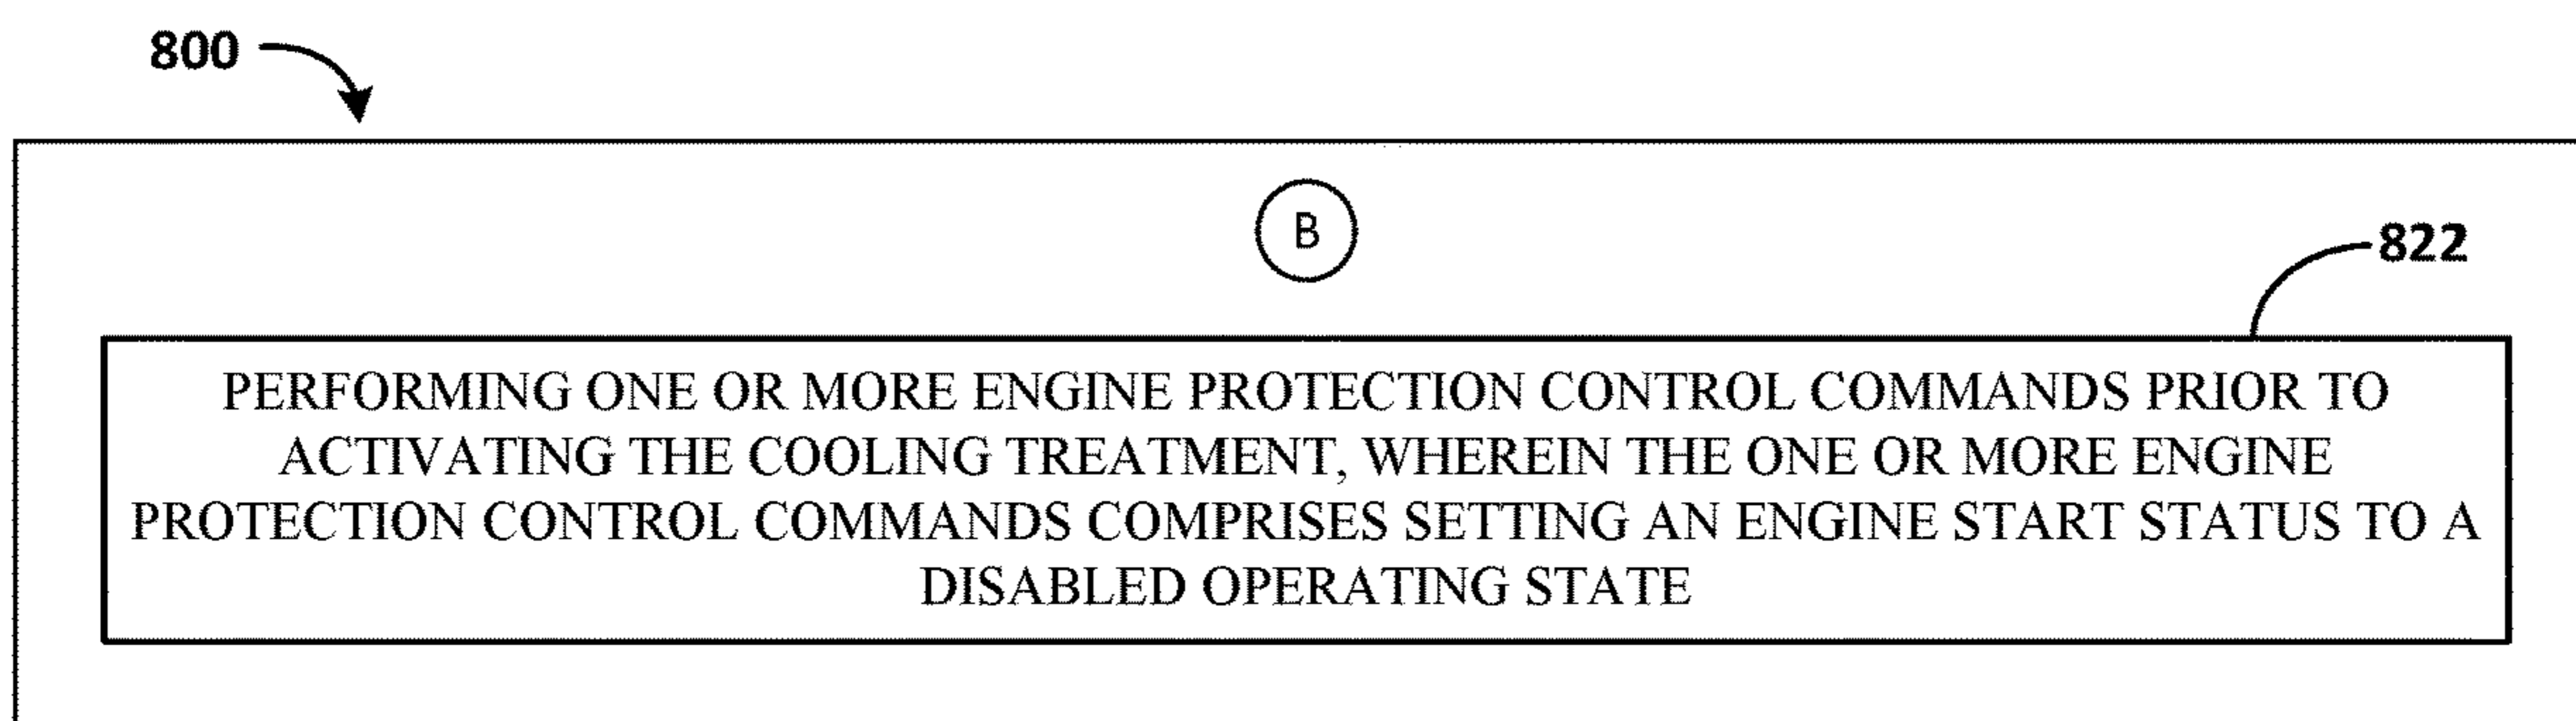 800
B
822
PERFORMING ONE OR MORE ENGINE PROTECTION CONTROL COMMANDS PRIOR TO
ACTIVATING THE COOLING TREATMENT, WHEREIN THE ONE OR MORE ENGINE
PROTECTION CONTROL COMMANDS COMPRISES SETTING AN ENGINE START STATUS TO A
DISABLED OPERATING STATE